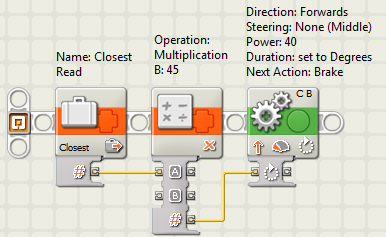 Name: Closest
Read
Operation:
Multiplication
B: 45
Direction: Forwards
Steering: None (Middle)
Power: 40
Duration: set to Degrees
Next Action: Brake
C B
Closest
#
A
B
#